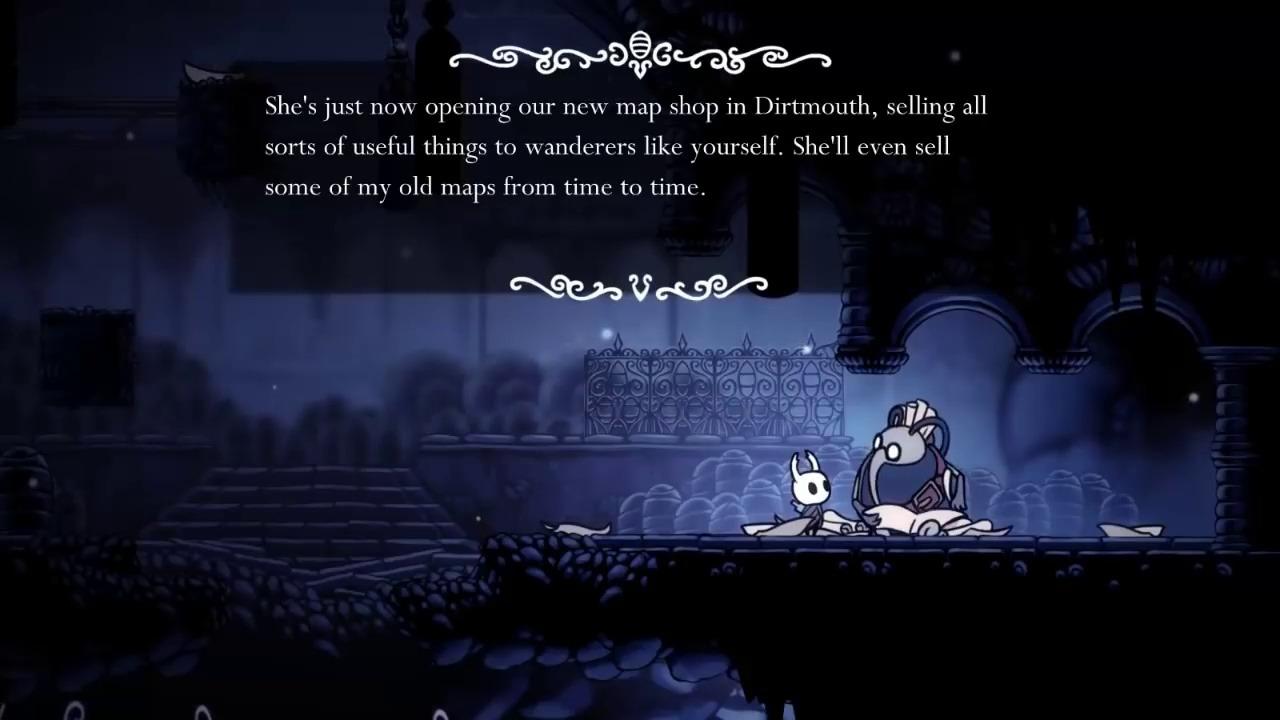 She's just now opening our new map shop in Dirtmouth, selling all
sorts of useful things to wanderers like yourself. She'll even sell
some of my old maps from time to time.